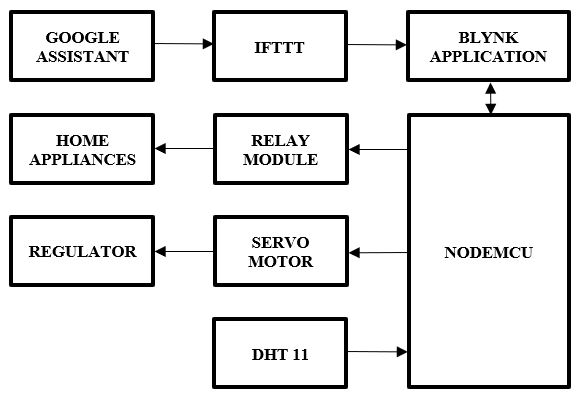 GOOGLE
ASSISTANT
IFTTT
BLYNK
APPLICATION
HOME
APPLIANCES
RELAY
MODULE
REGULATOR
SERVO
MOTOR
NODEMCU
DHT 11